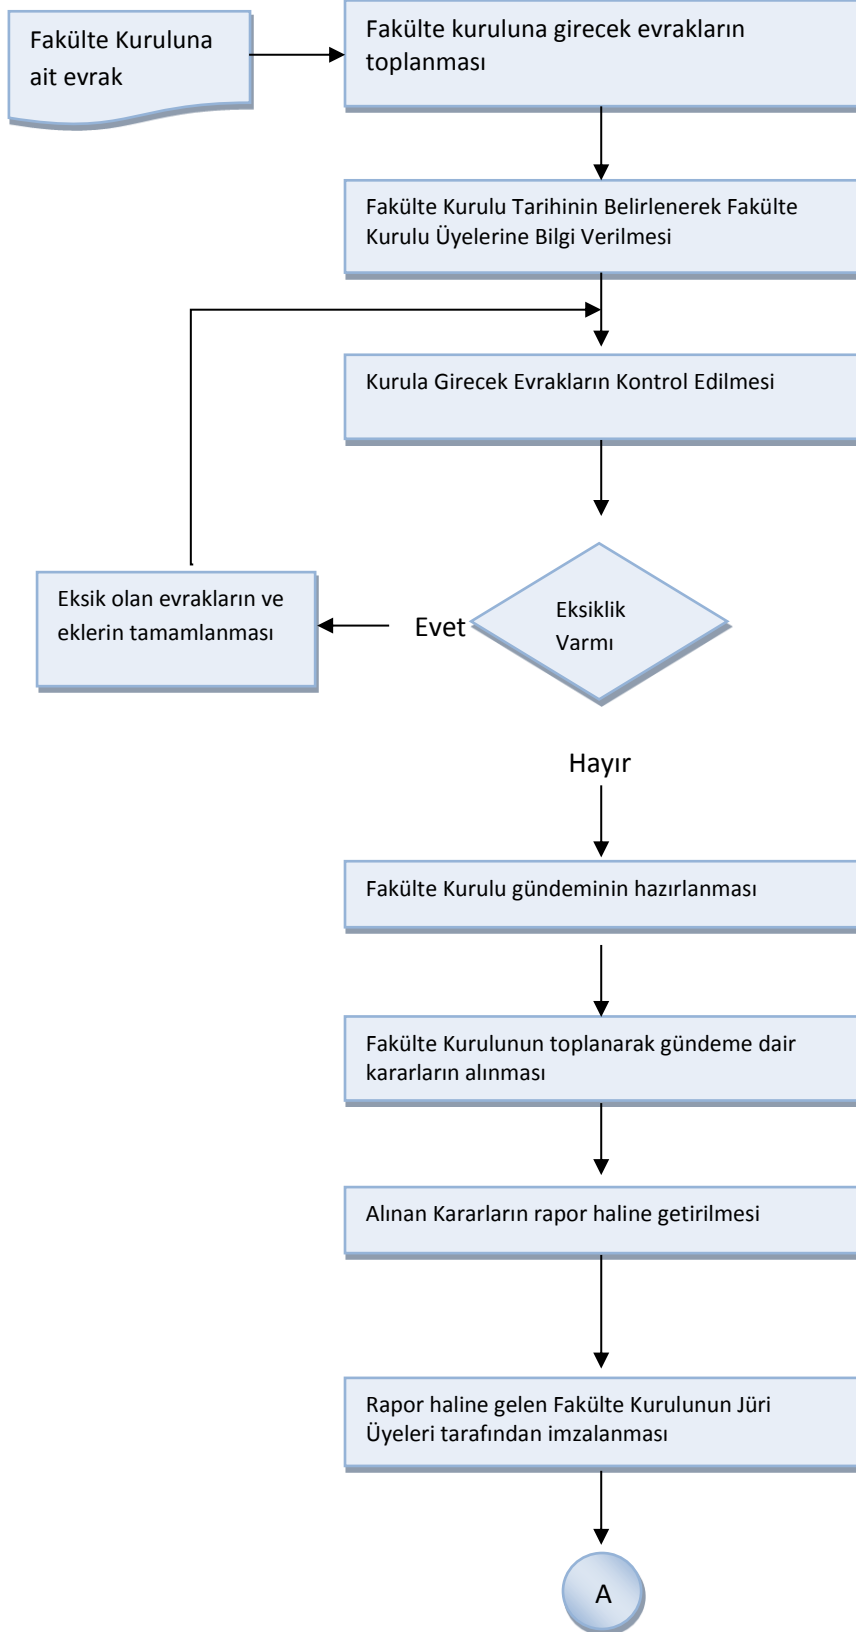 Fakülte Kuruluna
ait evrak
Fakülte kuruluna girecek evrakların
toplanması
Fakülte Kurulu Tarihinin Belirlenerek Fakülte
Kurulu Üyelerine Bilgi Verilmesi
Kurula Girecek Evrakların Kontrol Edilmesi
Eksik olan evrakların ve
eklerin tamamlanması
Evet
Eksiklik
Varmı
Hayır
Fakülte Kurulu gündeminin hazırlanması
Fakülte Kurulunun toplanarak gündeme dair
kararların alınması
Alınan Kararların rapor haline getirilmesi
Rapor haline gelen Fakülte Kurulunun Jüri
Üyeleri tarafından imzalanması
A